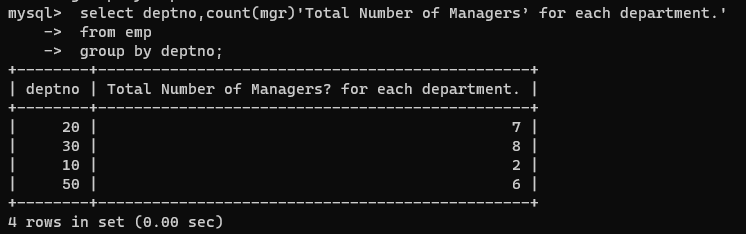 mysql>  select deptno,count(mgr)'Total Number of Managers’ for each department.'
    ->  from emp
    ->  group by deptno;
+--------+------------------------------------------------+
| deptno | Total Number of Managers? for each department. |
+--------+------------------------------------------------+
|     20 |                                              7 |
|     30 |                                              8 |
|     10 |                                              2 |
|     50 |                                              6 |
+--------+------------------------------------------------+
4 rows in set (0.00 sec)